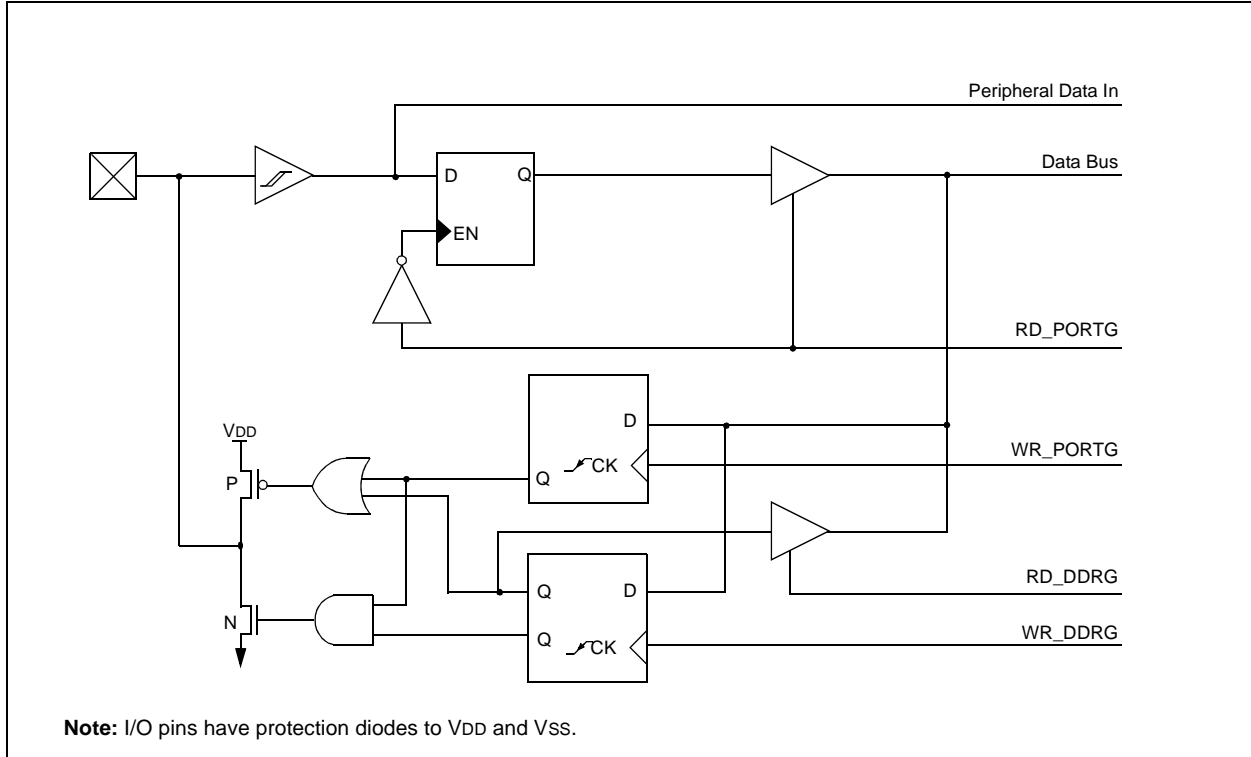 Peripheral Data In
Data Bus
D
Q
EN
RD_PORTG
D
VDD
WR_PORTG
Q
CK
P
RD_DDRG
Q
D
N
WR_DDRG
Q
CK
Note: I/O pins have protection diodes to VDD and VSS.